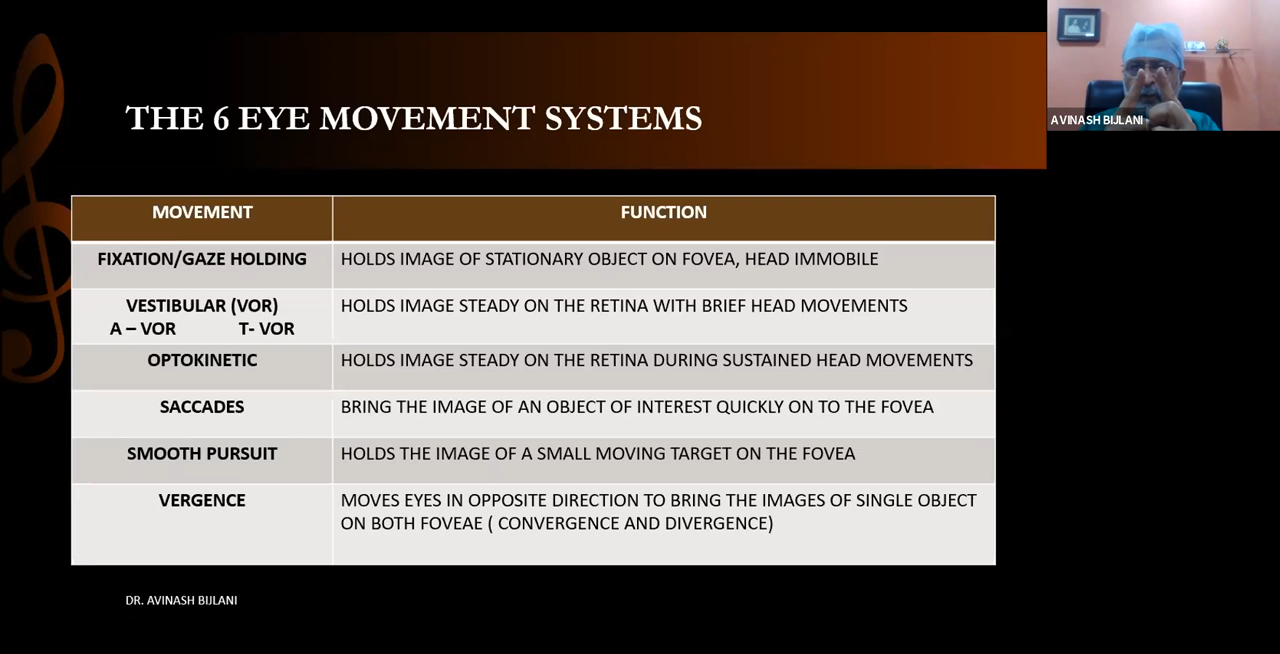 THE 6 EYE MOVEMENT SYSTEMS
A VINASH BIJLANI
MOVEMENT
FUNCTION
FIXATION/GAZE HOLDING
HOLDS IMAGE OF STATIONARY OBJECT ON FOVEA, HEAD IMMOBILE
VESTIBULAR (VOR)
A – VOR T- VOR
HOLDS IMAGE STEADY ON THE RETINA WITH BRIEF HEAD MOVEMENTS
OPTOKINETIC
HOLDS IMAGE STEADY ON THE RETINA DURING SUSTAINED HEAD MOVEMENTS
SACCADES
BRING THE IMAGE OF AN OBJECT OF INTEREST QUICKLY ON TO THE FOVEA
SMOOTH PURSUIT
HOLDS THE IMAGE OF A SMALL MOVING TARGET ON THE FOVEA
VERGENCE
MOVES EYES IN OPPOSITE DIRECTION TO BRING THE IMAGES OF SINGLE OBJECT
ON BOTH FOVEAE ( CONVERGENCE AND DIVERGENCE)
DR. AVINASH BIJLANI